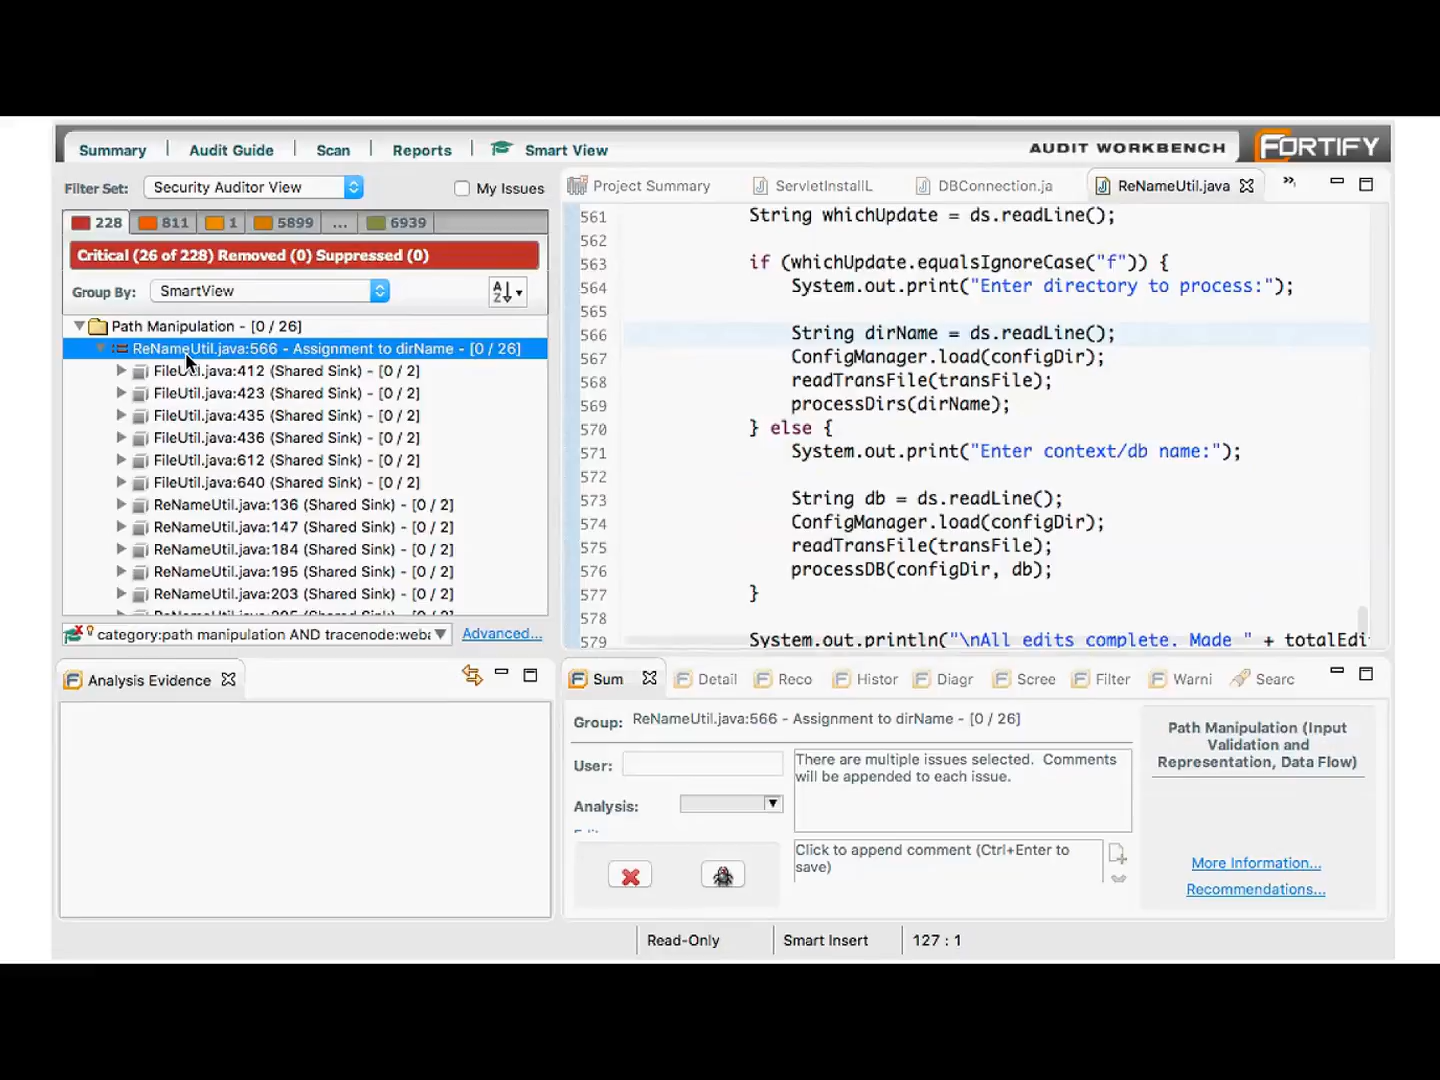 Summary
Audit Guide
Scan
Reports
Smart View
AUDIT WORKBENCH
FORTIFY
Filter Set:
Security Auditor View
My Issues
228
811
1
5899
...
6939
Critical (26 of 228) Removed (0) Suppressed (0)
Group By:
SmartView
Path Manipulation - [0 / 26]
ReNameUtil.java:566 - Assignment to dirName - [0 / 26]
FileUtil.java:412 (Shared Sink) - [0 / 2]
FileUtil.java:423 (Shared Sink) - [0 / 2]
FileUtil.java:435 (Shared Sink) - [0 / 2]
FileUtil.java:436 (Shared Sink) - [0 / 2]
FileUtil.java:612 (Shared Sink) - [0 / 2]
FileUtil.java:640 (Shared Sink) - [0 / 2]
ReNameUtil.java:136 (Shared Sink) - [0 / 2]
ReNameUtil.java:147 (Shared Sink) - [0 / 2]
ReNameUtil.java:184 (Shared Sink) - [0 / 2]
ReNameUtil.java:195 (Shared Sink) - [0 / 2]
ReNameUtil.java:203 (Shared Sink) - [0 / 2]
category:path manipulation AND tracenode:weba
Advanced...
Project Summary
ServletInstallL
DBConnection.ja
ReNameUtil.java
561 String whichUpdate = ds.readLine();
562
563 if (whichUpdate.equalsIgnoreCase("f")) {
564 System.out.print("Enter directory to process:");
565
566 String dirName = ds.readLine();
567 ConfigManager.load(configDir);
568 readTransFile(transFile);
569 processDirs(dirName);
570 } else {
571 System.out.print("Enter context/db name:");
572
573 String db = ds.readLine();
574 ConfigManager.load(configDir);
575 readTransFile(transFile);
576 processDB(configDir, db);
577 }
578
579 System.out.println("\nAll edits complete. Made " + totalEdi
Analysis Evidence
Sum
Detail
Reco
Histor
Diagr
Scree
Filter
Warni
Searc
Group: ReNameUtil.java:566 - Assignment to dirName - [0 / 26]
User:
Analysis:
There are multiple issues selected. Comments
will be appended to each issue.
Click to append comment (Ctrl+Enter to
save)
Path Manipulation (Input
Validation and
Representation, Data Flow)
More Information...
Recommendations...
Read-Only
Smart Insert
127 : 1